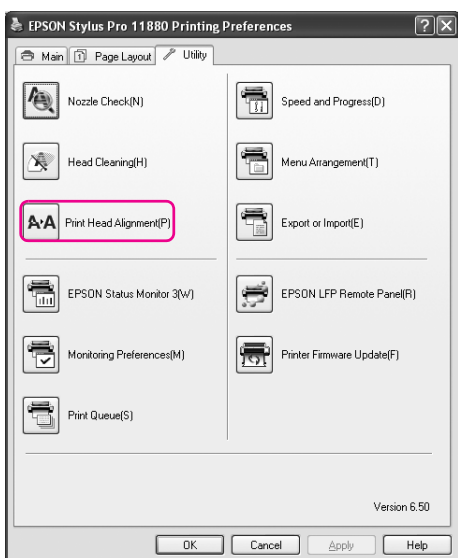 EPSON Stylus Pro 11880 Printing Preferences
Main 1 Page Layout Utility
Nozzle Check(N)
Speed and Progress(D)
Head Cleaning(H)
Menu Arrangement(T)
A›A Print Head Alignment(P)
Export or Import(E)
EPSON Status Monitor 3(W)
EPSON LFP Remote Panel(R)
Monitoring Preferences(M)
Printer Firmware Update(F)
Print Queue(S)
Version 6.50
OK Cancel Apply Help